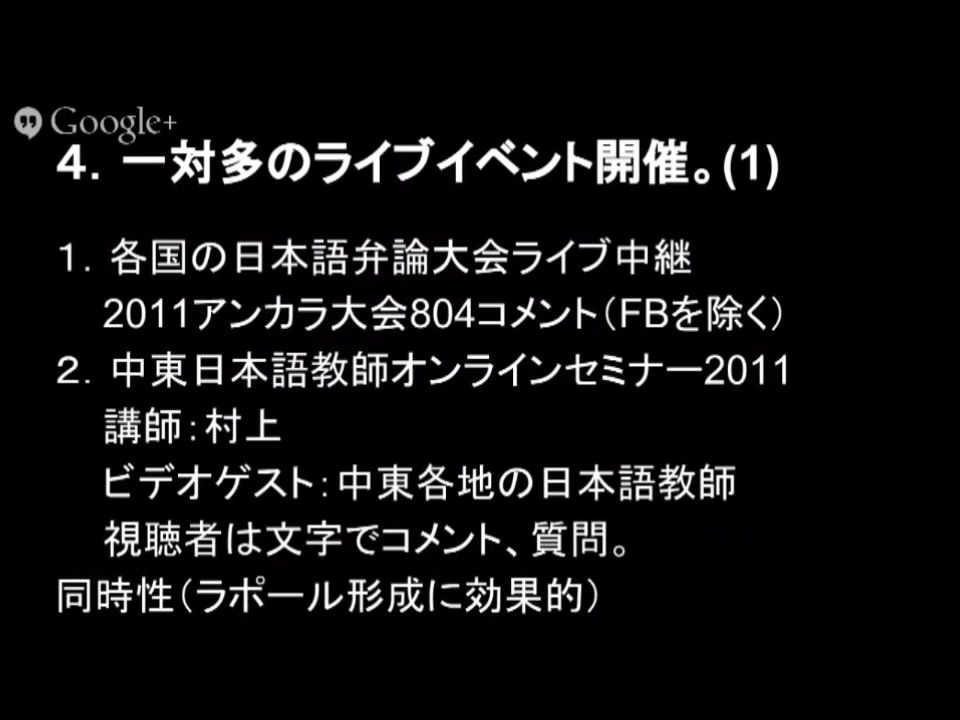 Google+
４．一対多のライブイベント開催。(1)
１．各国の日本語弁論大会ライブ中継
2011アンカラ大会804コメント（FBを除く）
２．中東日本語教師オンラインセミナー2011
講師：村上
ビデオゲスト：中東各地の日本語教師
視聴者は文字でコメント、質問。
同時性（ラポール形成に効果的）